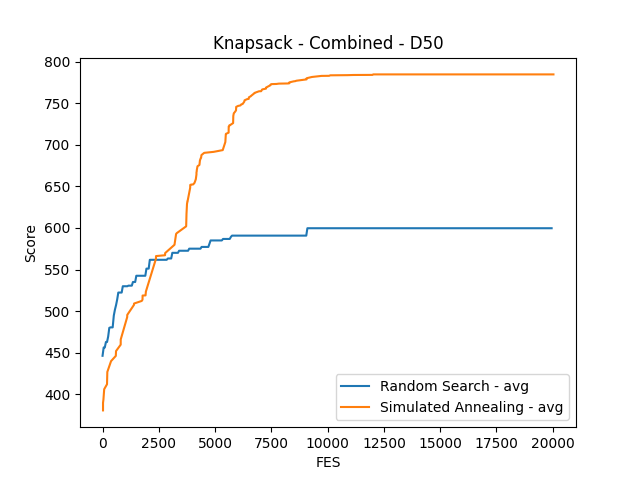 Knapsack - Combined - D50
Score
800
750
700
650
600
550
500
450
400
0 2500 5000 7500 10000 12500 15000 17500 20000
FES
Random Search - avg
Simulated Annealing - avg